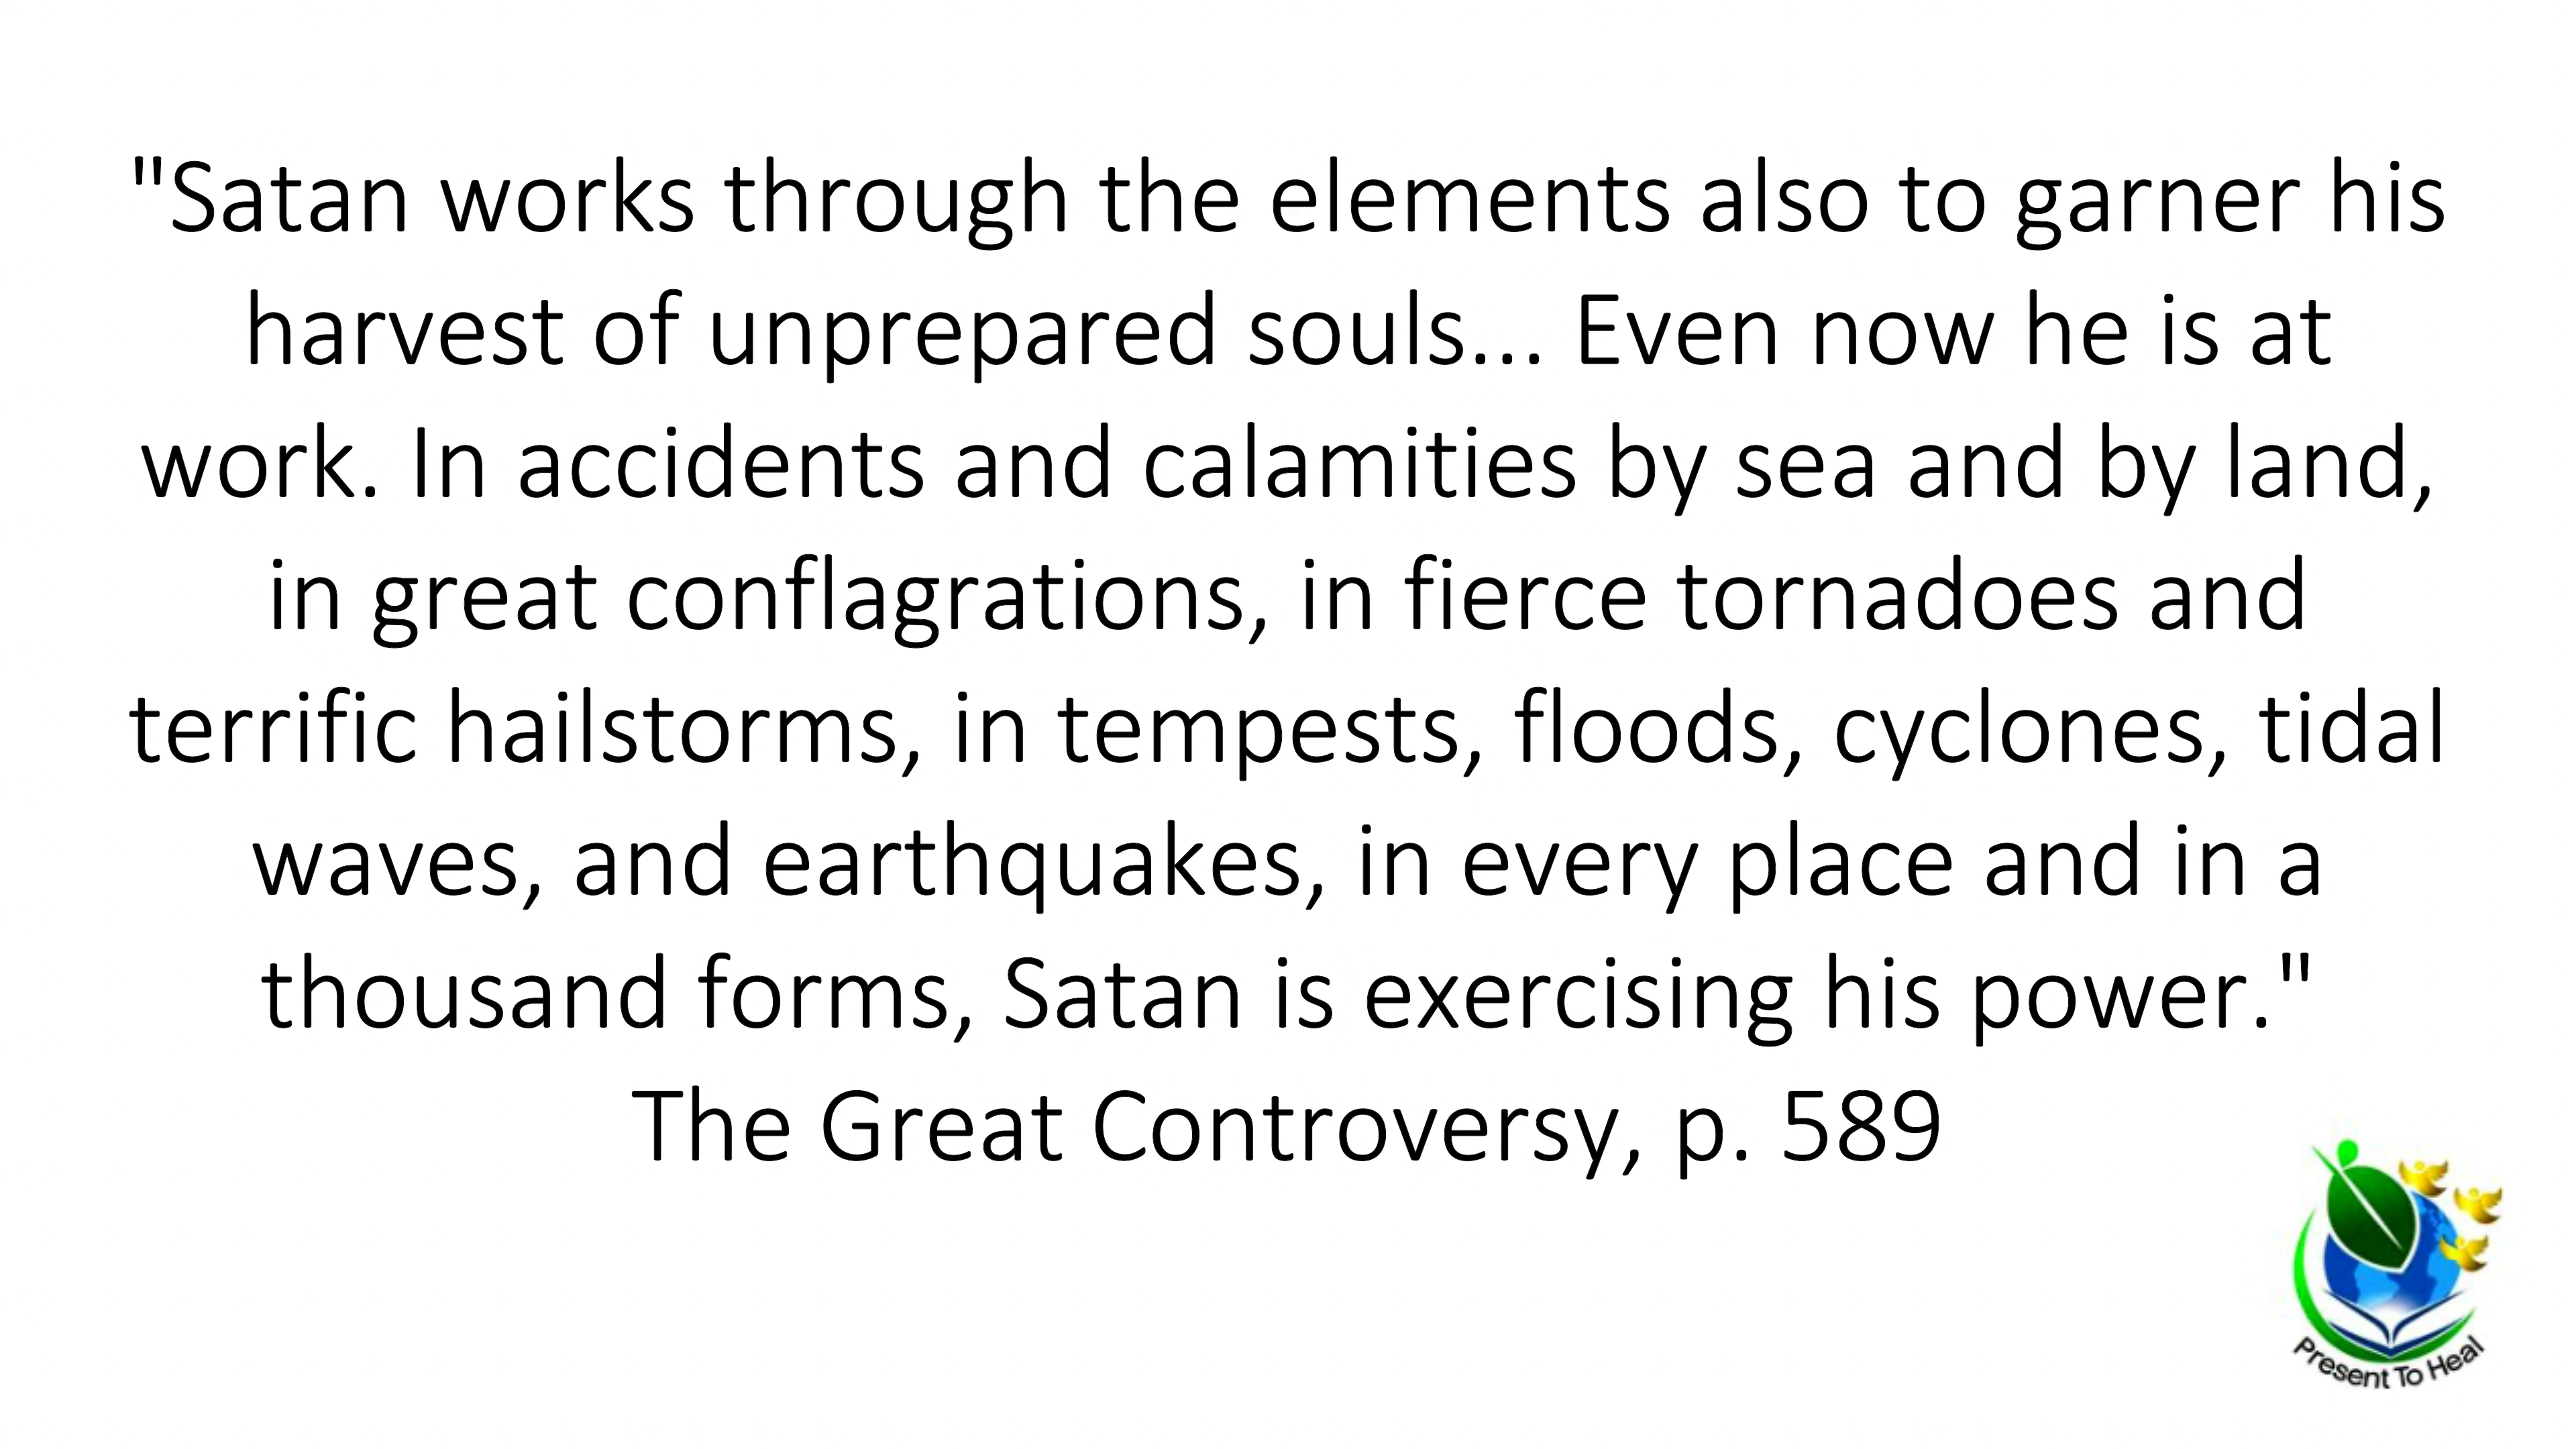 "Satan works through the elements also to garner his
harvest of unprepared souls... Even now he is at
work. In accidents and calamities by sea and by land,
in great conflagrations, in fierce tornadoes and
terrific hailstorms, in tempests, floods, cyclones, tidal
waves, and earthquakes, in every place and in a
thousand forms, Satan is exercising his power."
The Great Controversy, p. 589
Present To Heal